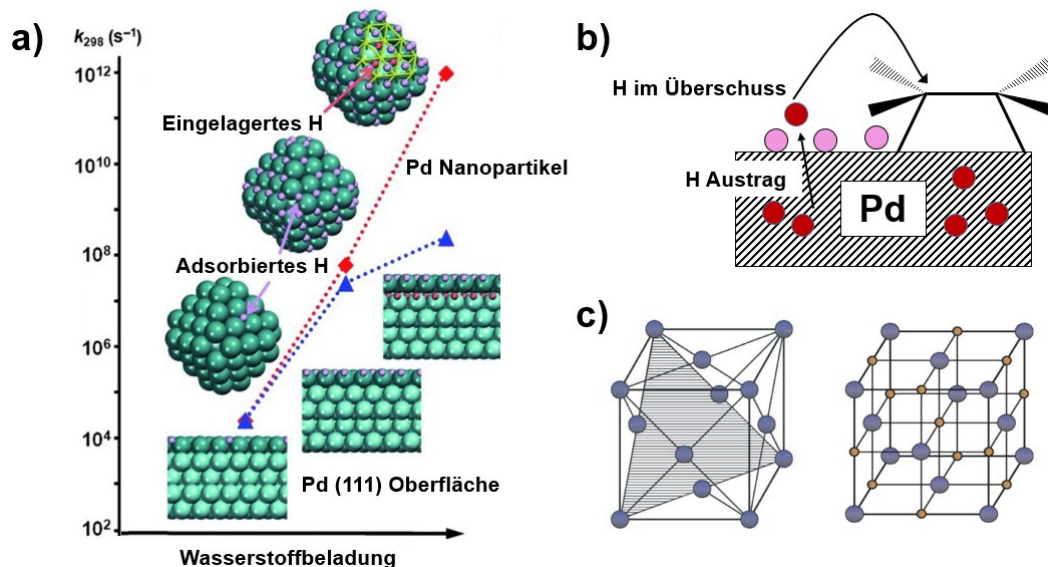 a)
k₂₉₈ (s⁻¹)
10¹²
10¹⁰
10⁸
10⁶
10⁴
10²
Eingelagertes H
Pd Nanopartikel
Adsorbiertes H
Pd (111) Oberfläche
Wasserstoffbeladung
b)
H im Überschuss
H Austrag
Pd
c)